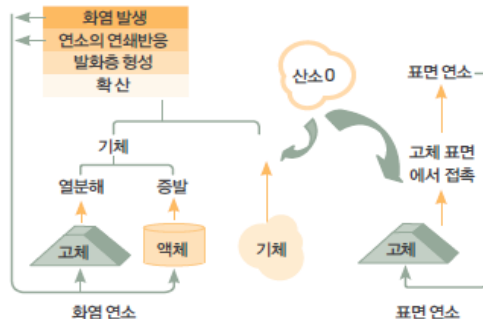 화염 발생
연소의 연쇄반응
발화층 형성
확 산
산소 0
표면 연소
기체
열분해
증발
고체 표면
에서 접촉
고체
액체
기체
고체
화염 연소
표면 연소